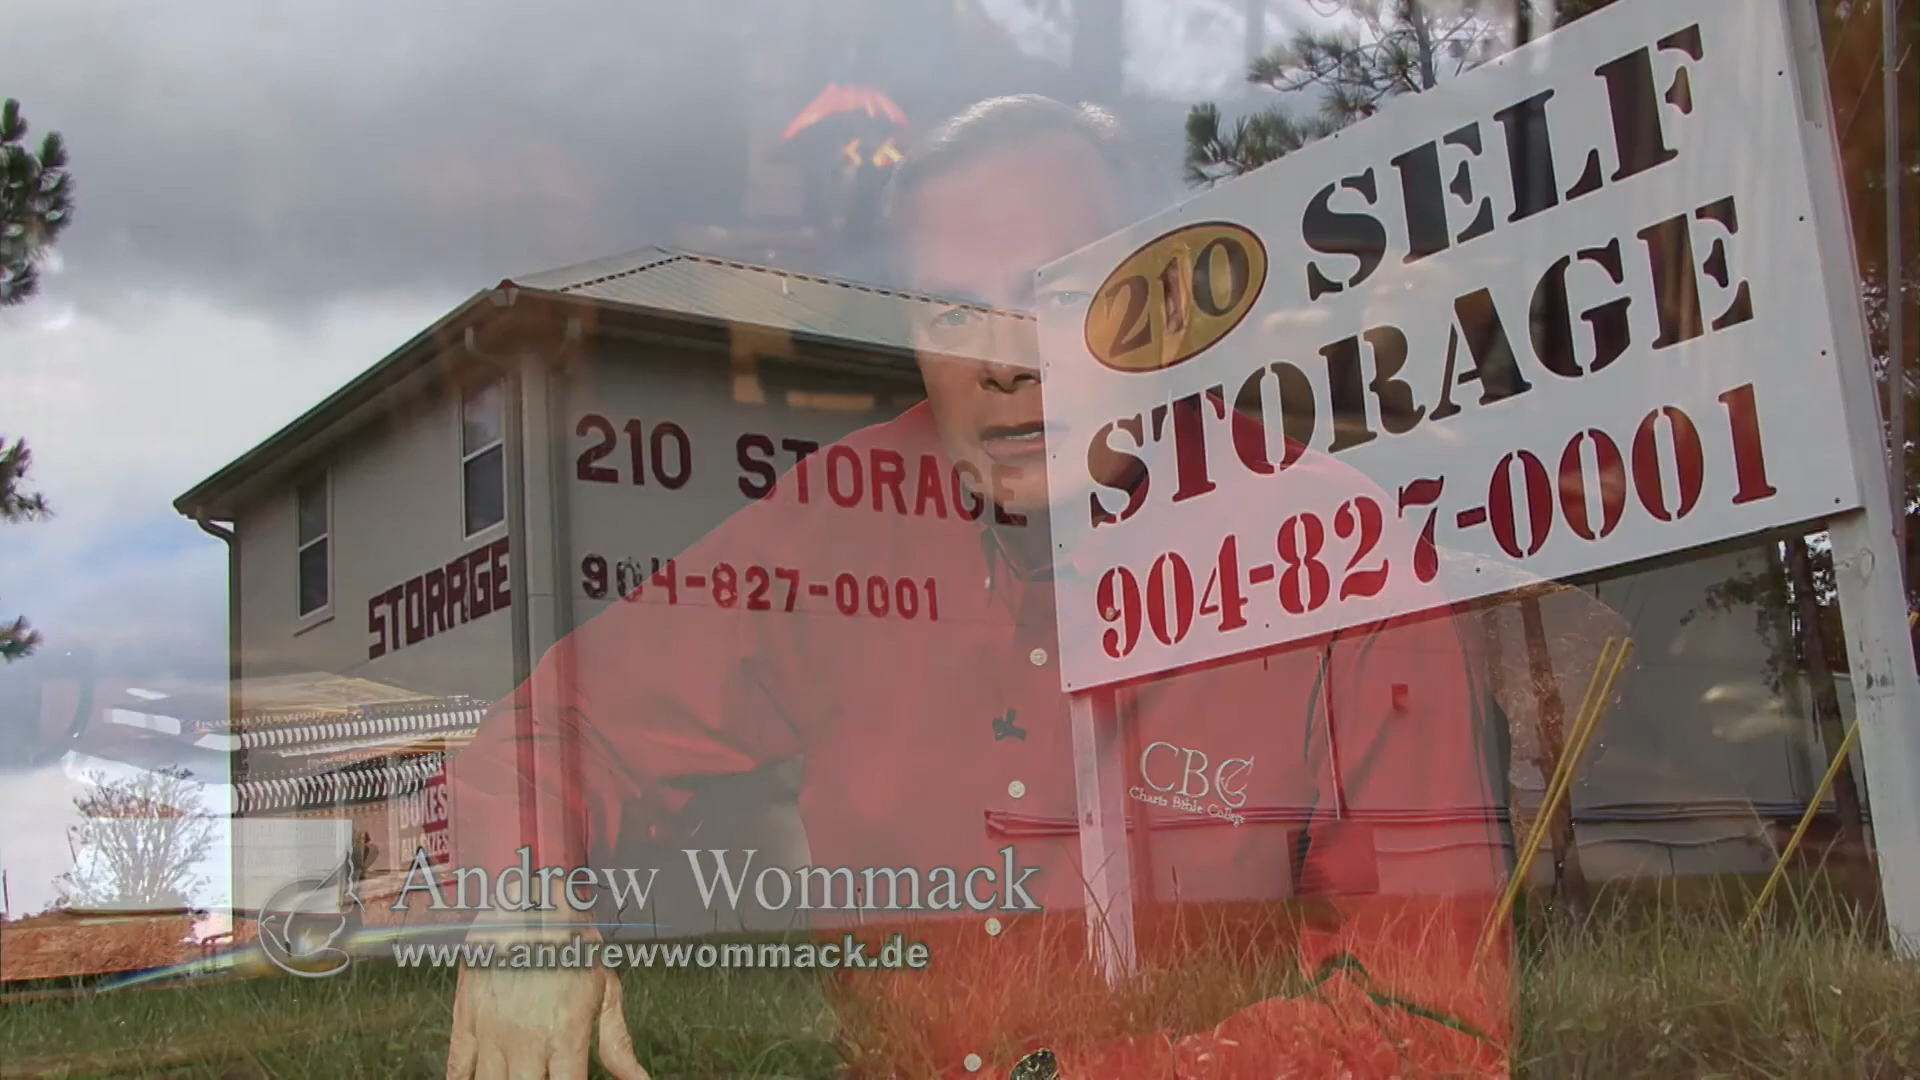 210 SELF
STORAGE
904-827-0001
210 STORAGE
904-827-0001
STORAGE
BOXES
CBC
Charis Bible College
Andrew Wommack
www.andrewwommack.de